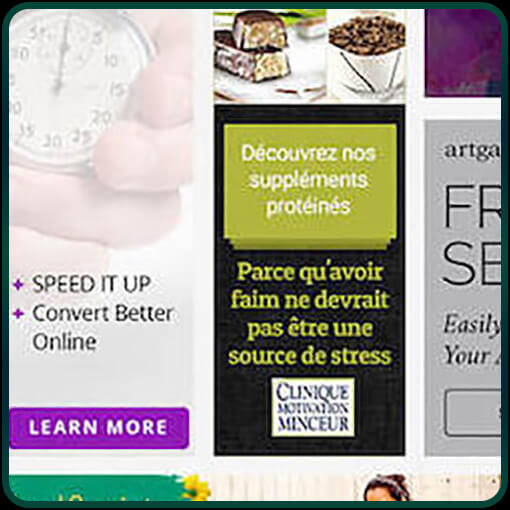 SPEED IT UP
Convert Better
Online
LEARN MORE
Découvrez nos
suppléments
protéinés
Parce qu'avoir
faim ne devrait
pas être une
source de stress
CLINIQUE
MOTIVATION
MINCEUR
artga
FR
SE
Easily
Your